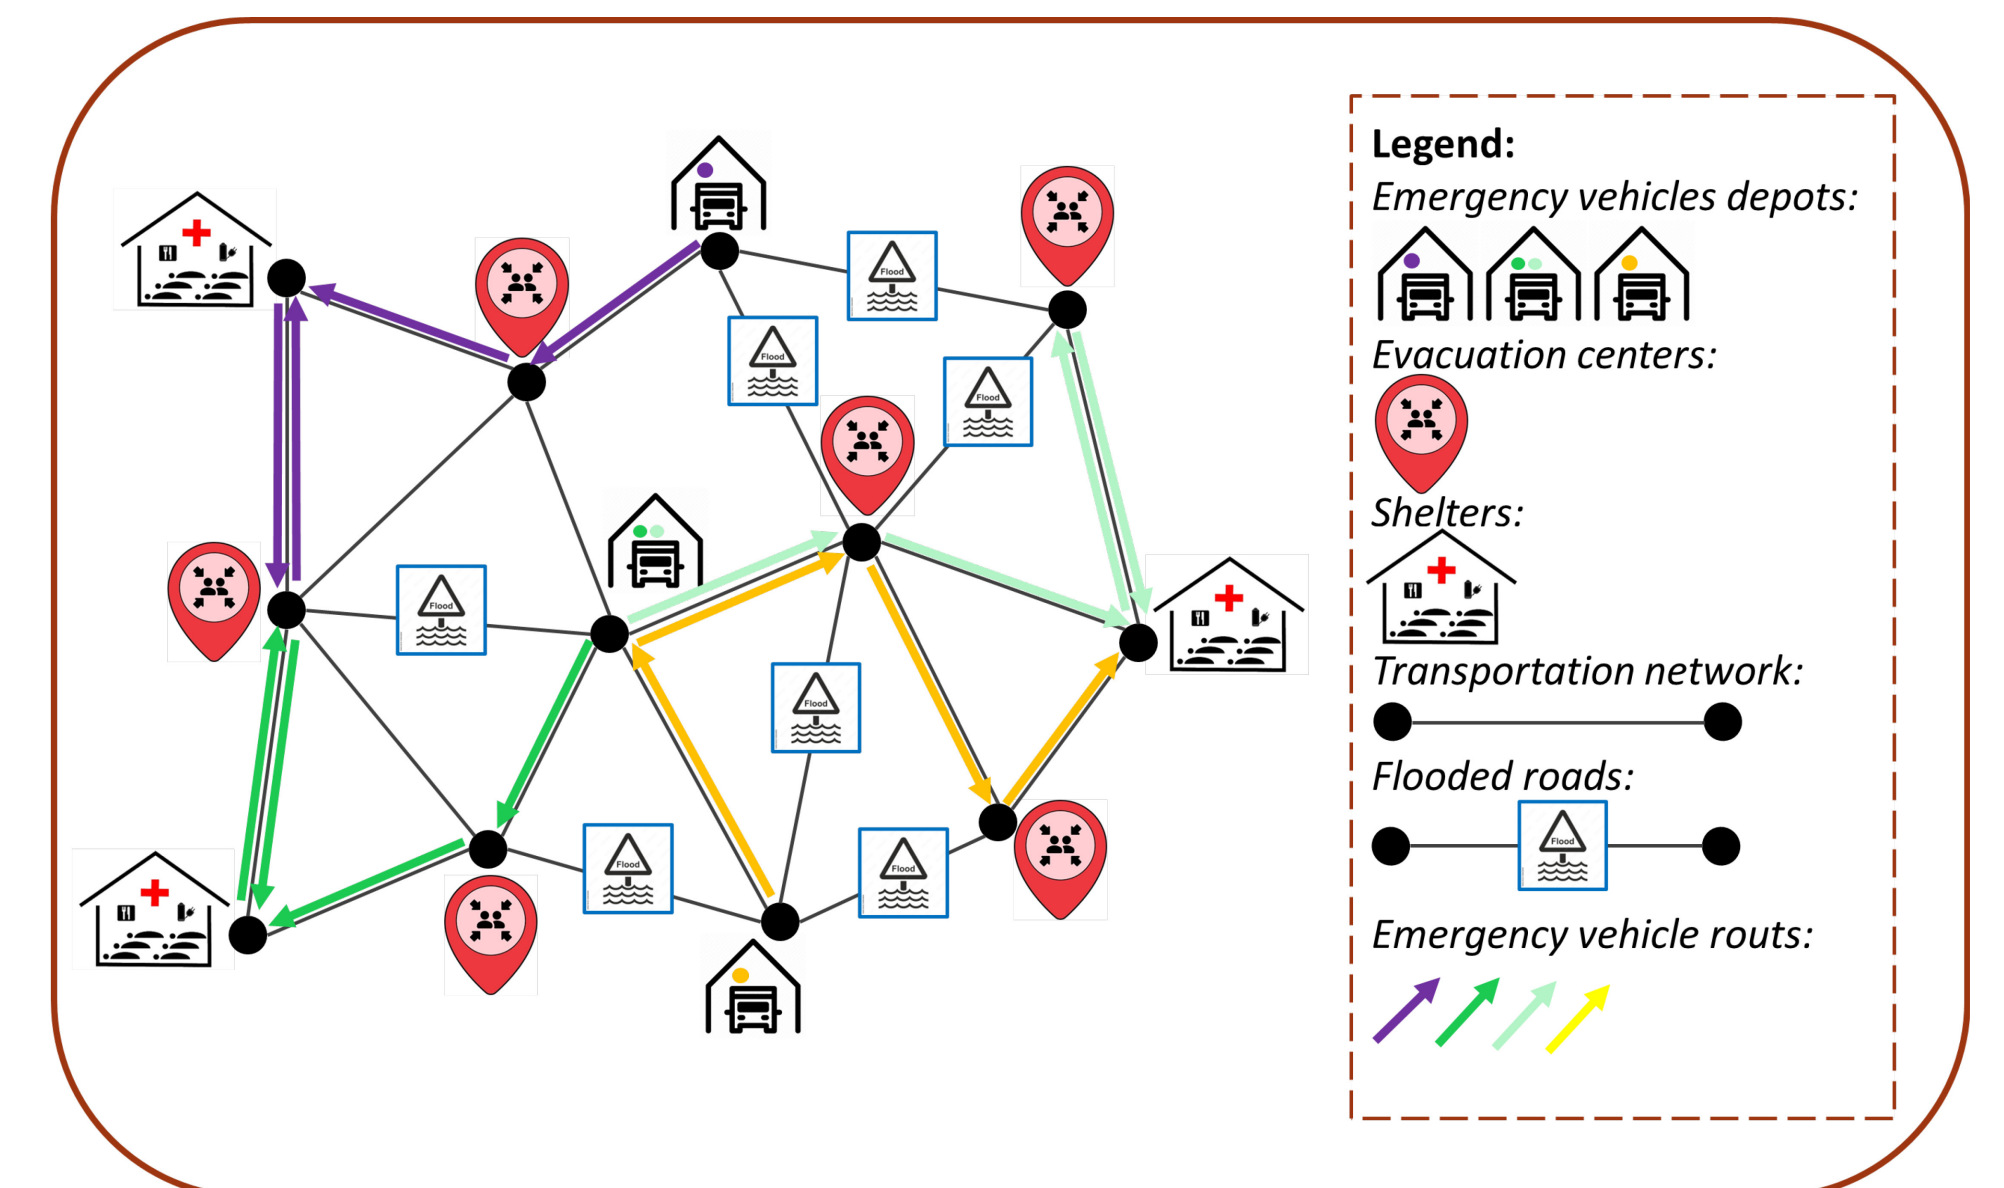 Flood
Flood
Flood
Flood
Flood
Flood
Flood
Legend:
Emergency vehicles depots:
Evacuation centers:
Shelters:
Transportation network:
Flooded roads:
Flood
Emergency vehicle routs: